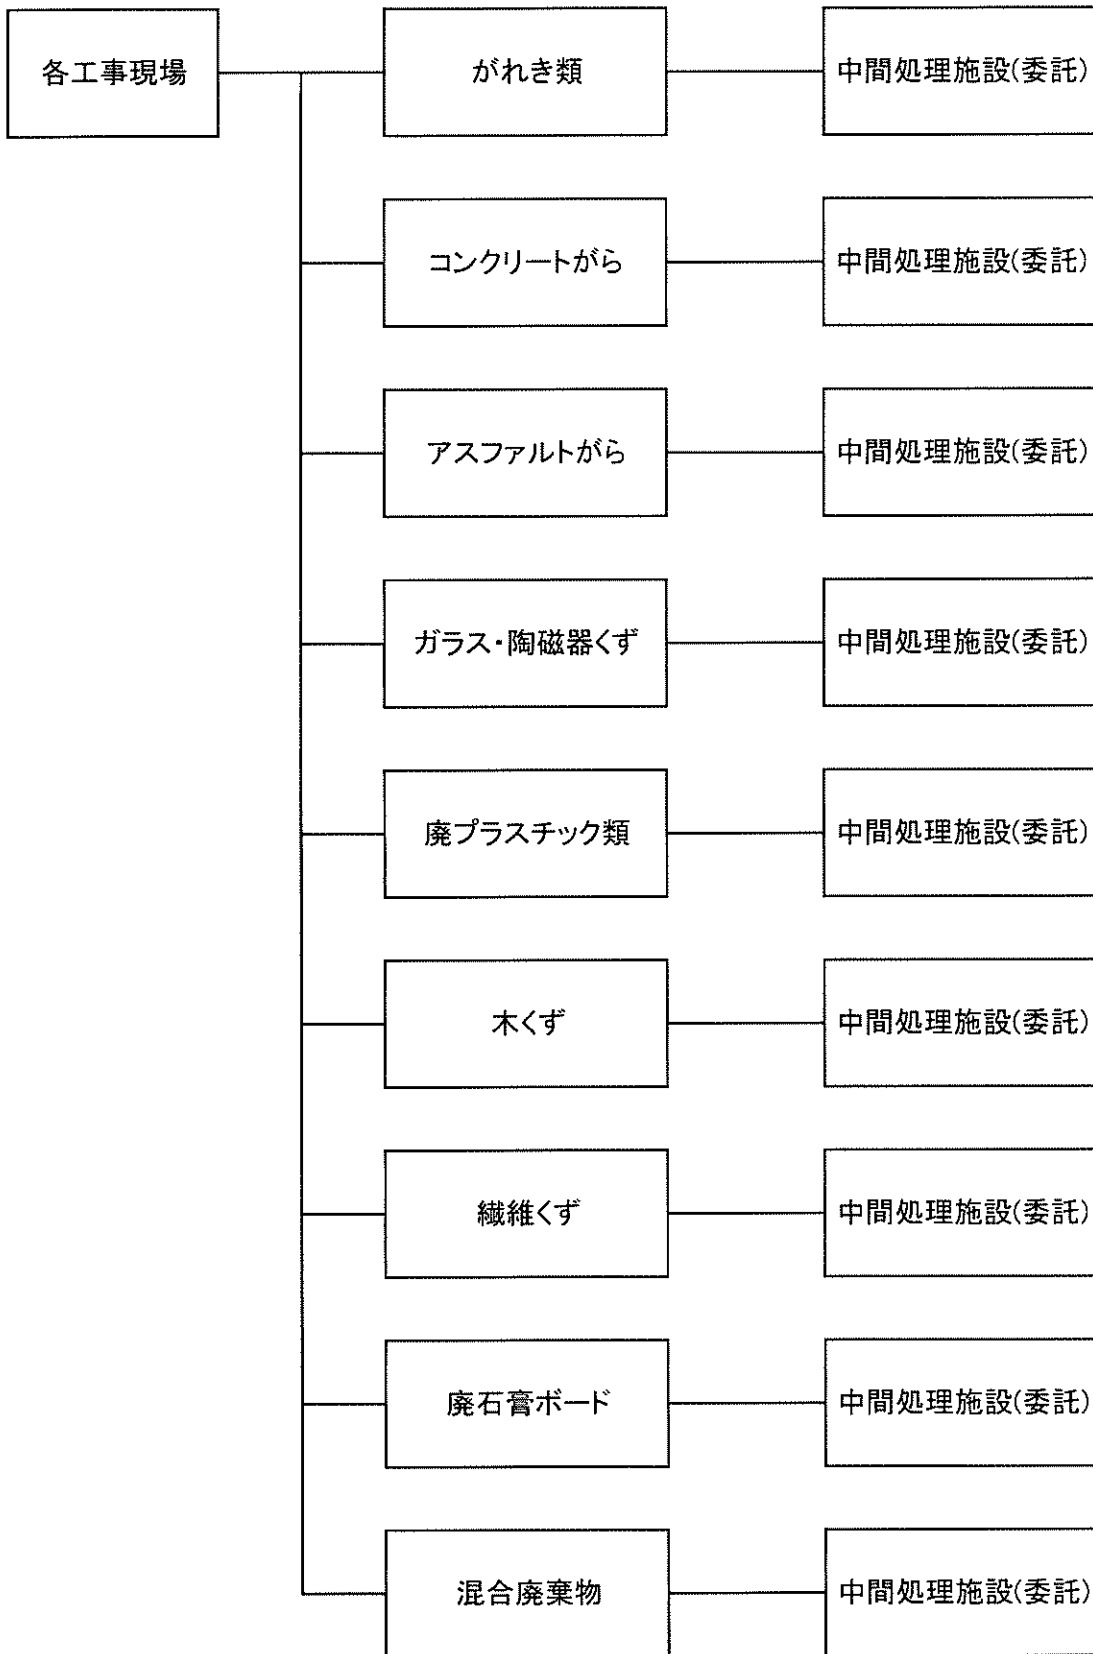 各工事現場
がれき類
中間処理施設(委託)
コンクリートがら
中間処理施設(委託)
アスファルトがら
中間処理施設(委託)
ガラス・陶磁器くず
中間処理施設(委託)
廃プラスチック類
中間処理施設(委託)
木くず
中間処理施設(委託)
繊維くず
中間処理施設(委託)
廃石膏ボード
中間処理施設(委託)
混合廃棄物
中間処理施設(委託)